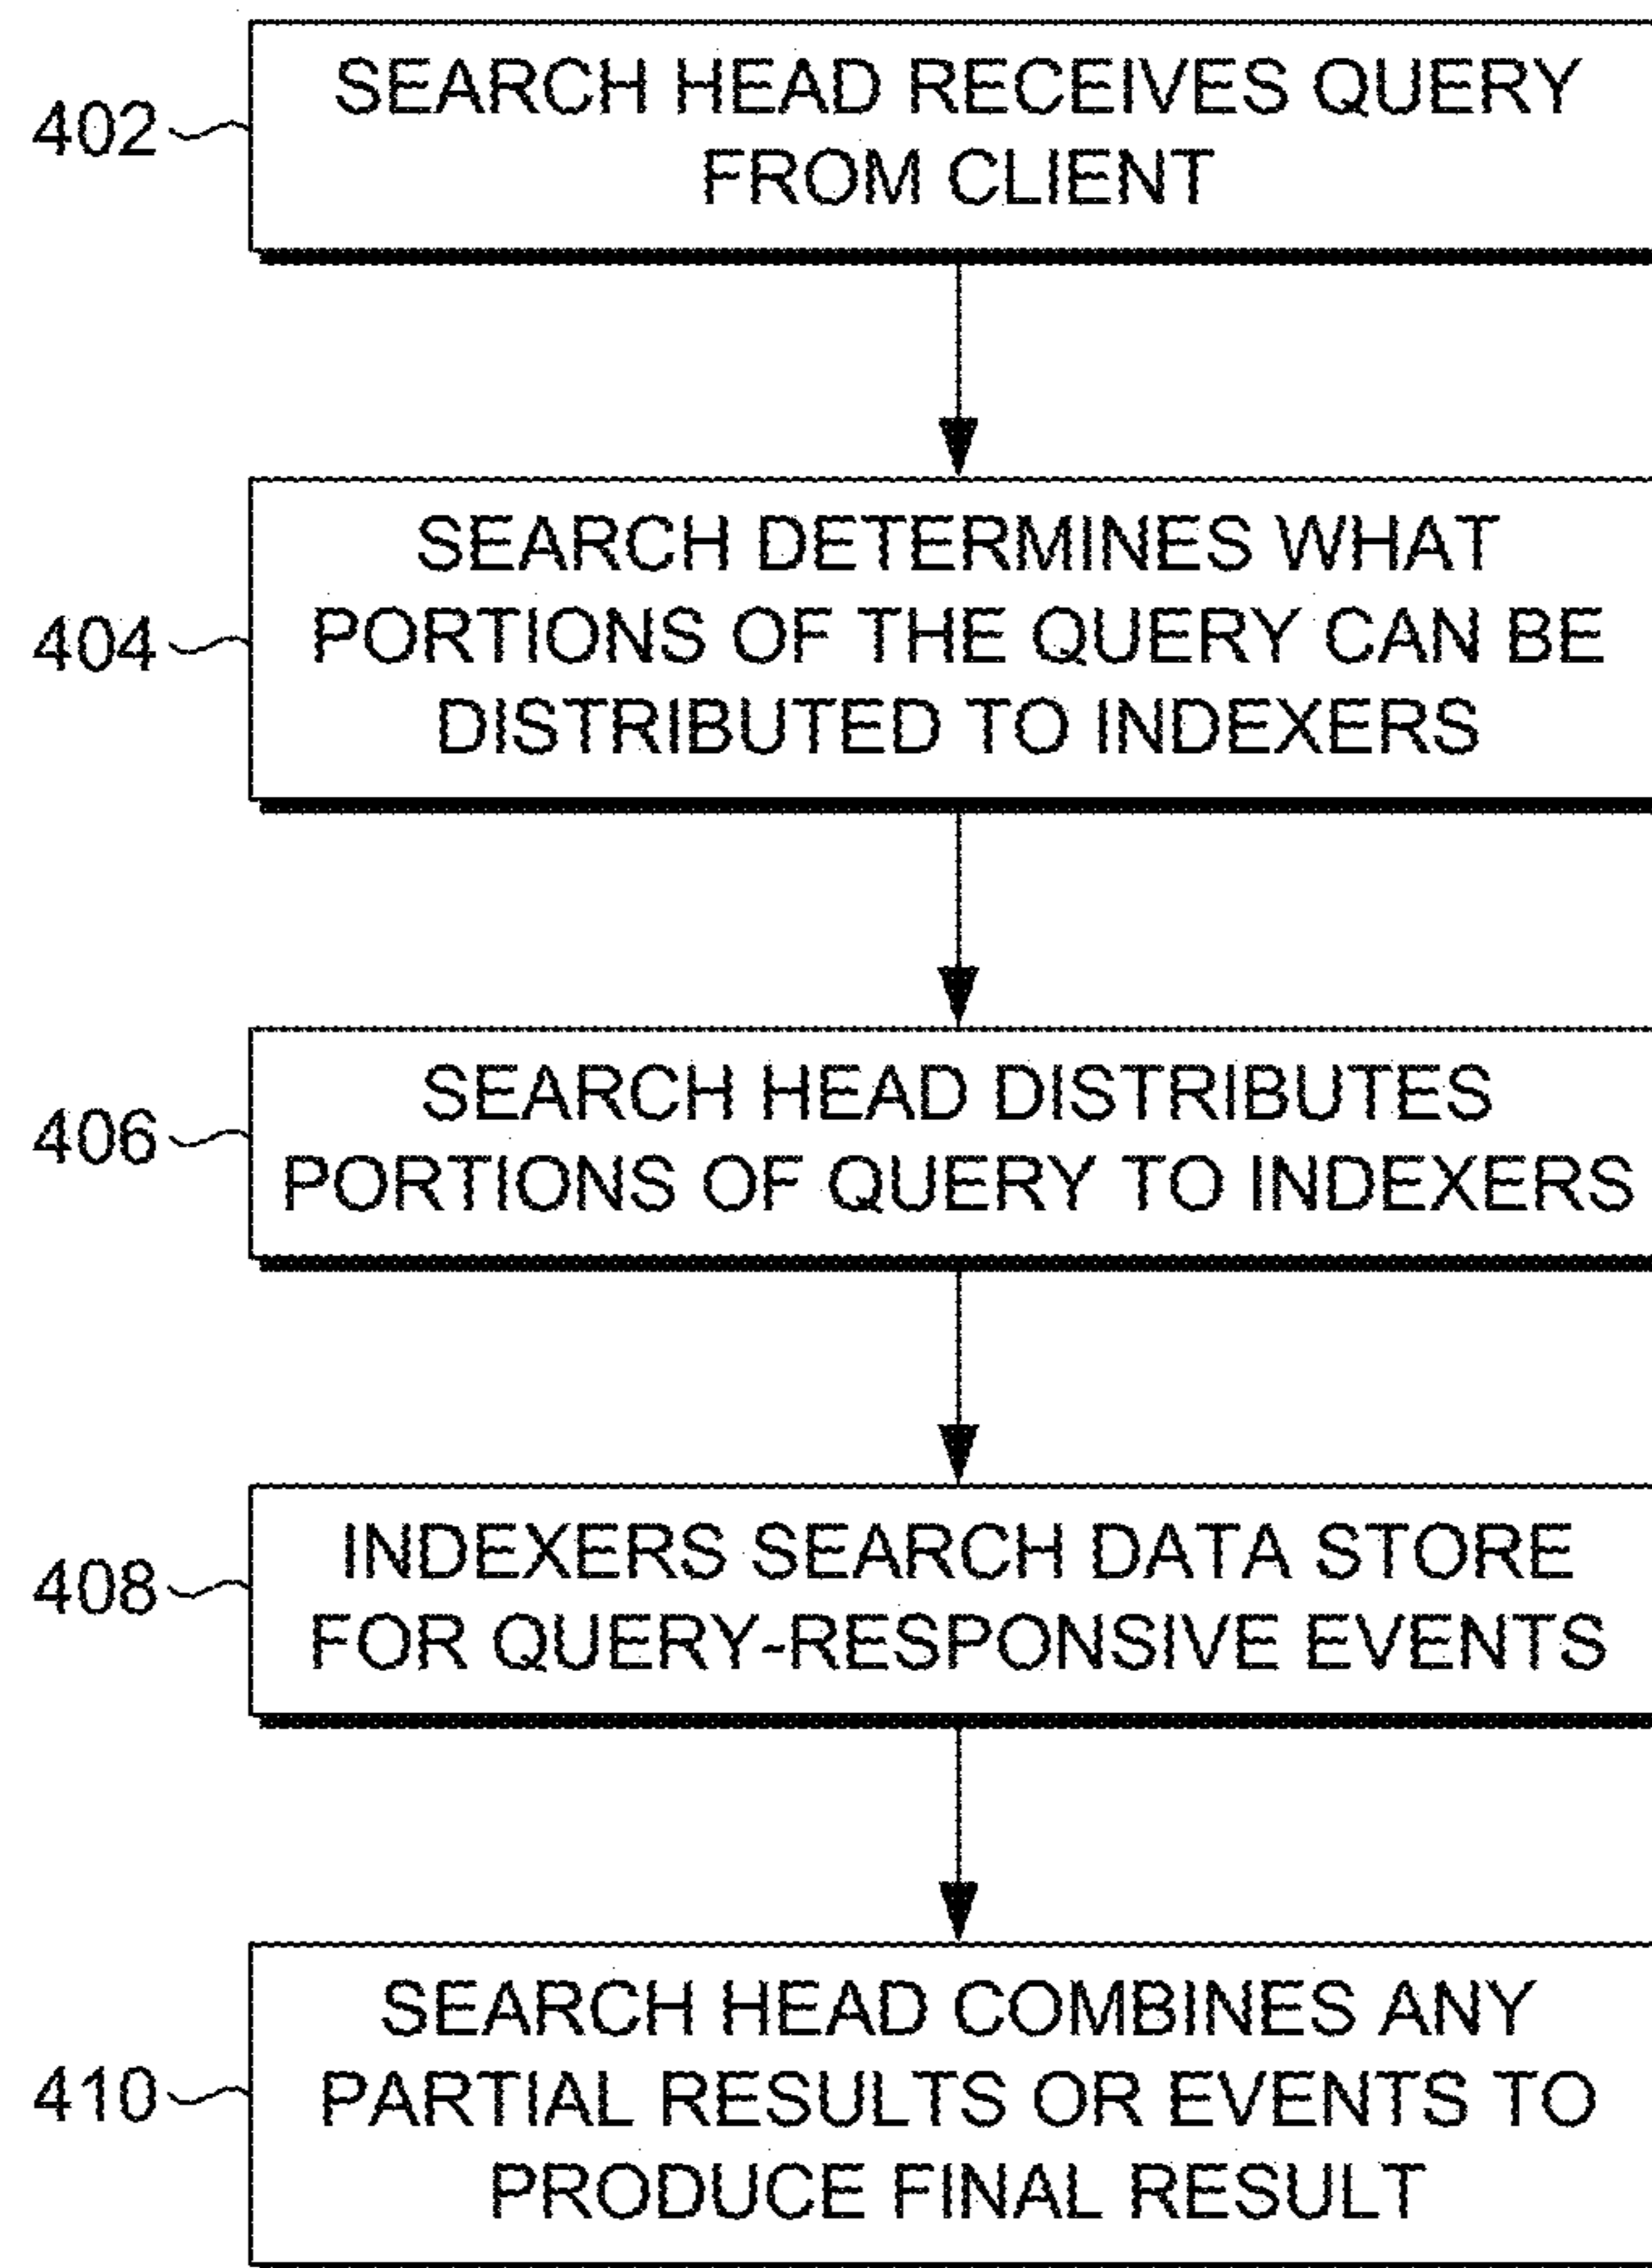 402
SEARCH HEAD RECEIVES QUERY
FROM CLIENT
404
SEARCH DETERMINES WHAT
PORTIONS OF THE QUERY CAN BE
DISTRIBUTED TO INDEXERS
406
SEARCH HEAD DISTRIBUTES
PORTIONS OF QUERY TO INDEXERS
408
INDEXERS SEARCH DATA STORE
FOR QUERY-RESPONSIVE EVENTS
410
SEARCH HEAD COMBINES ANY
PARTIAL RESULTS OR EVENTS TO
PRODUCE FINAL RESULT